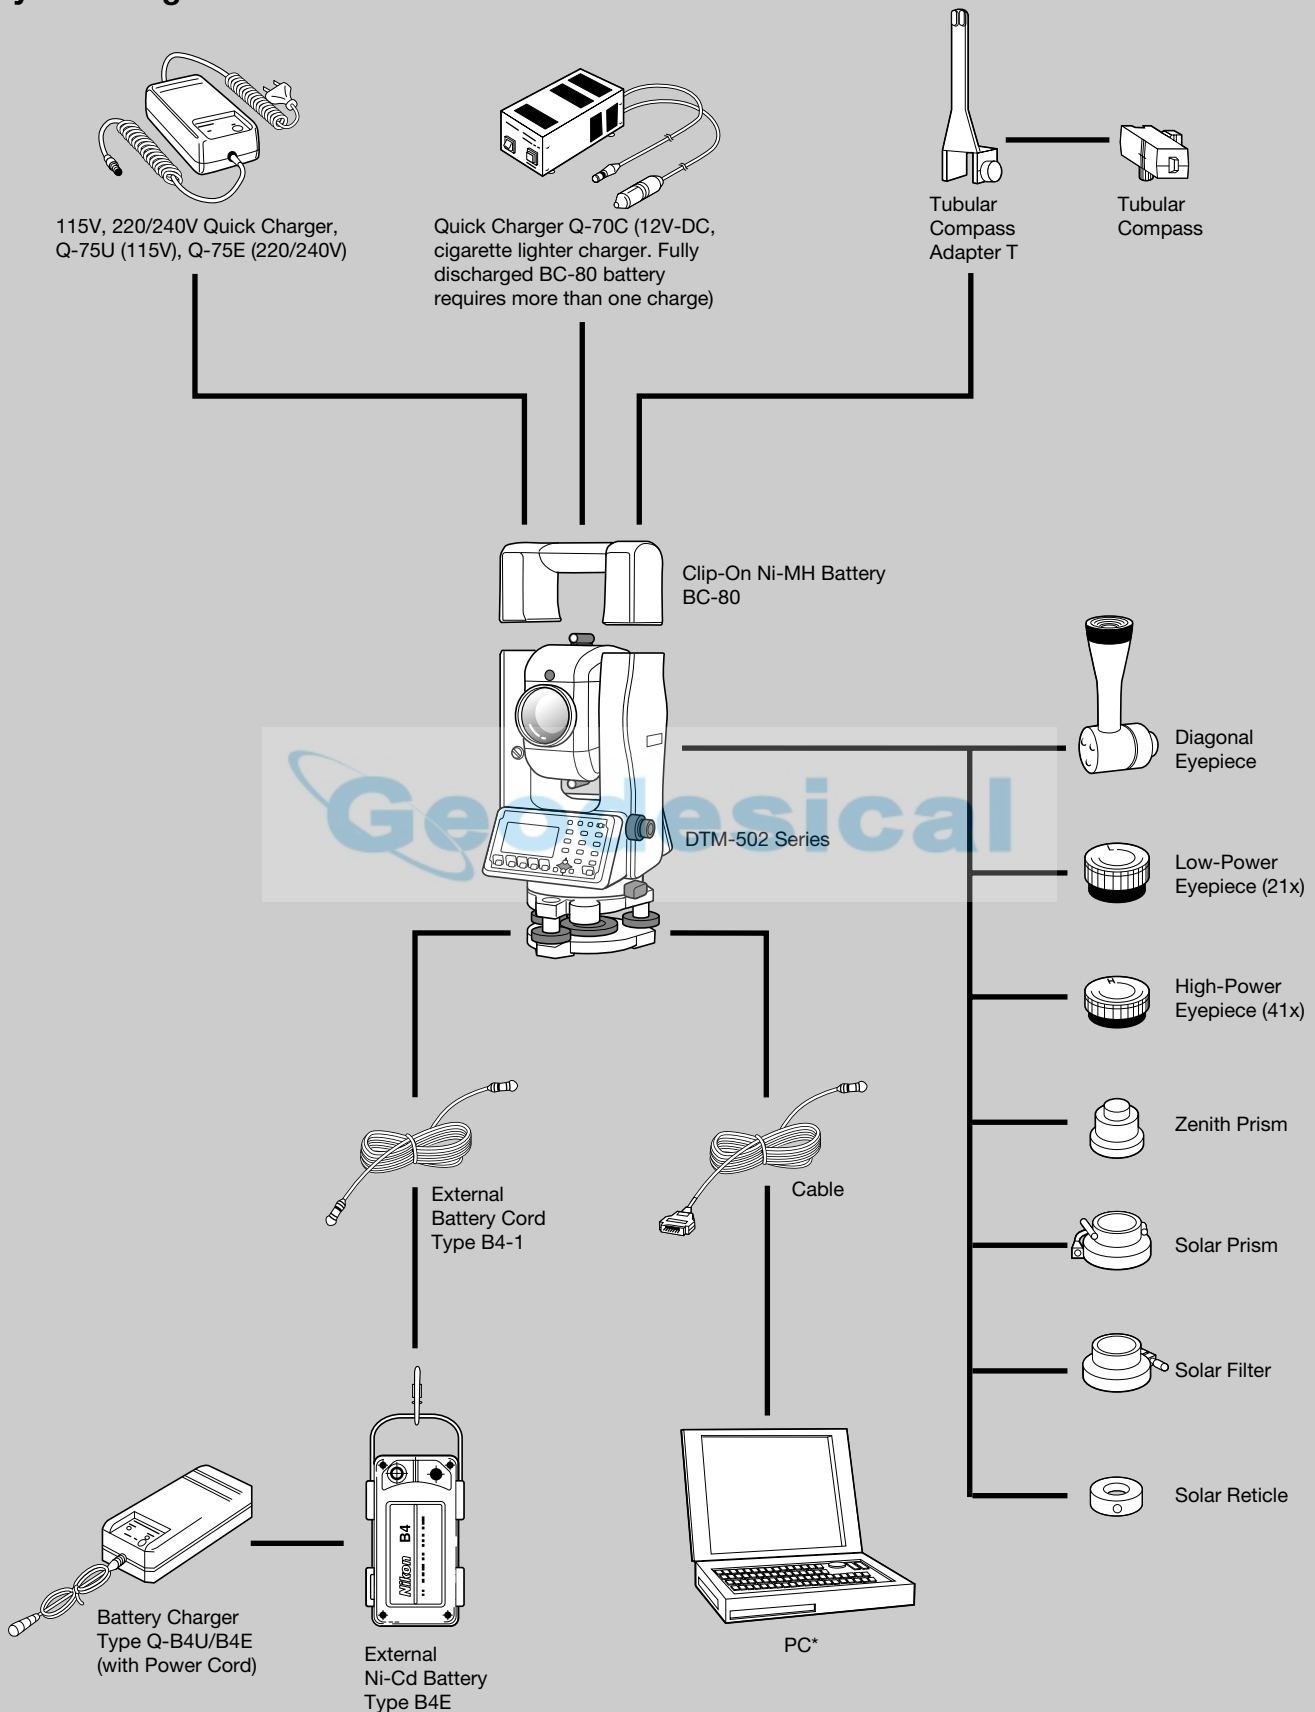 115V, 220/240V Quick Charger,
Q-75U (115V), Q-75E (220/240V)
Quick Charger Q-70C (12V-DC,
cigarette lighter charger. Fully
discharged BC-80 battery
requires more than one charge)
Tubular
Compass
Adapter T
Tubular
Compass
Clip-On Ni-MH Battery
BC-80
Diagonal
Eyepiece
Geodesical
DTM-502 Series
Low-Power
Eyepiece (21x)
High-Power
Eyepiece (41x)
Zenith Prism
External
Battery Cord
Type B4-1
Cable
Solar Prism
Solar Filter
Solar Reticle
Nikon B4
Battery Charger
Type Q-B4U/B4E
(with Power Cord)
External
Ni-Cd Battery
Type B4E
PC*